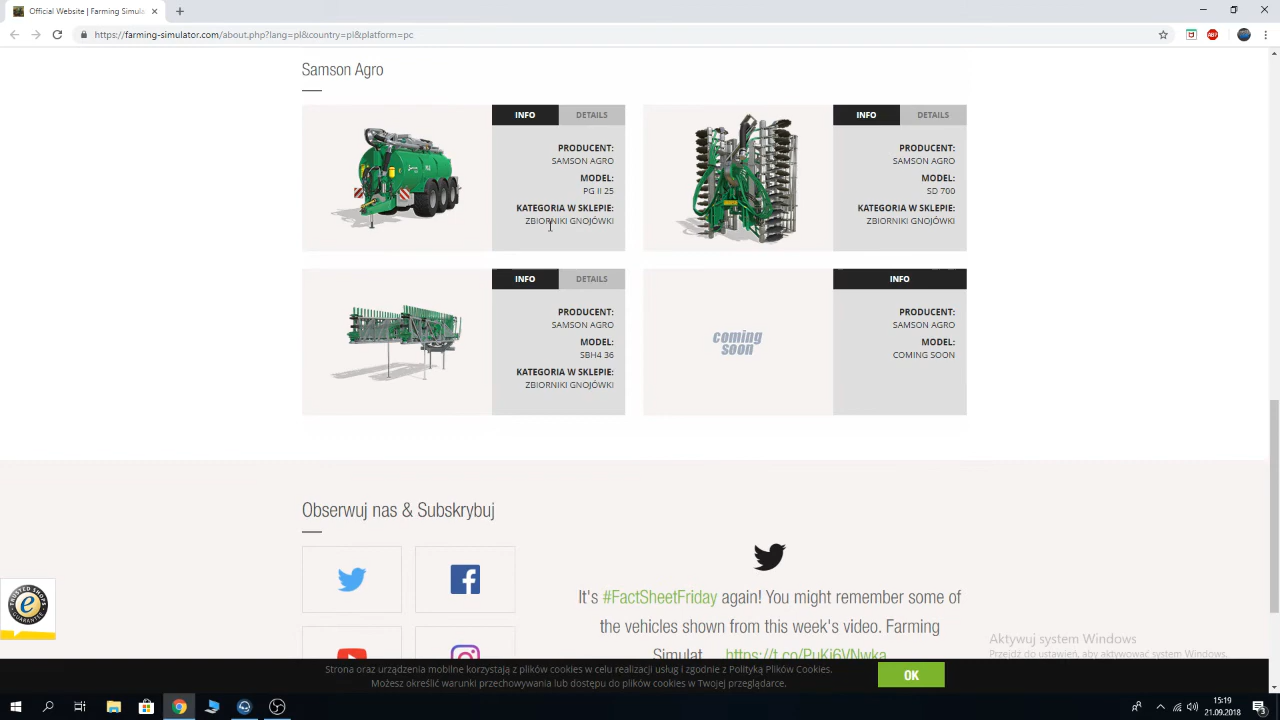 Official Website | Farming Simula
https://farming-simulator.com/about.php?lang=pl&country=pl&platform=pc
Samson Agro
INFO DETAILS
PRODUCENT:
SAMSON AGRO
MODEL:
PG II 25
KATEGORIA W SKLEPIE:
ZBIORNIKI GNOJÓWKI
INFO DETAILS
PRODUCENT:
SAMSON AGRO
MODEL:
SD 700
KATEGORIA W SKLEPIE:
ZBIORNIKI GNOJÓWKI
INFO DETAILS
PRODUCENT:
SAMSON AGRO
MODEL:
SBH4 36
KATEGORIA W SKLEPIE:
ZBIORNIKI GNOJÓWKI
coming
soon
INFO
PRODUCENT:
SAMSON AGRO
MODEL:
COMING SOON
Obserwuj nas & Subskrybuj
It's #FactSheetFriday again! You might remember some of
the vehicles shown from this week's video. Farming
Simulat… https://t.co/PuKi6VNwka
Aktywuj system Windows
Przejdź do ustawień, aby aktywować system Windows.
Strona oraz urządzenia mobilne korzystają z plików cookies w celu realizacji usług i zgodnie z Polityką Plików Cookies.
Możesz określić warunki przechowywania lub dostępu do plików cookies w Twojej przeglądarce.
OK
15:19
21.09.2018